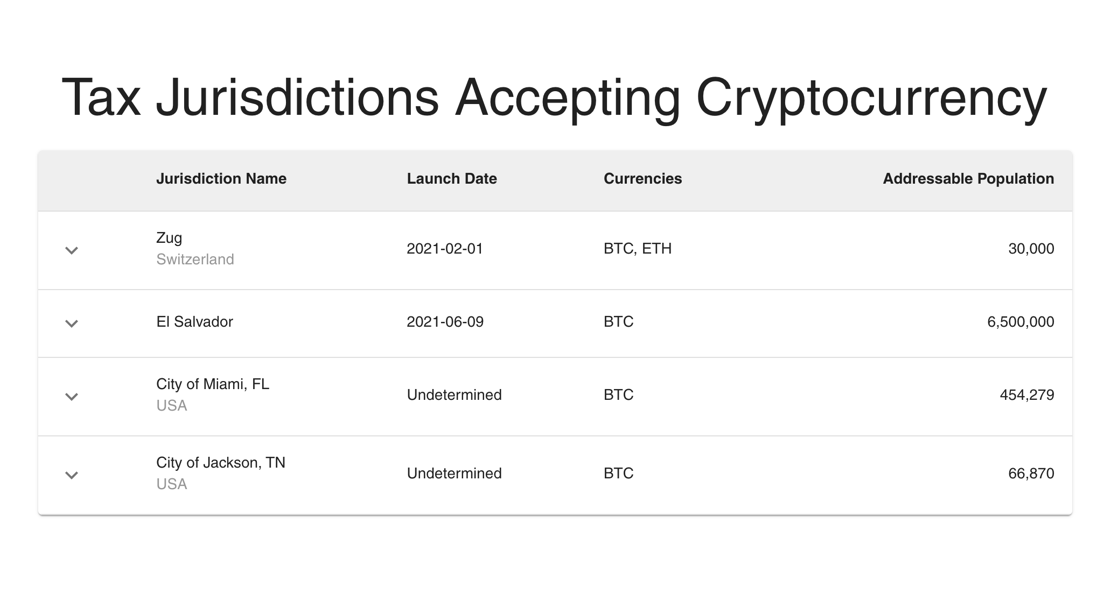 Tax Jurisdictions Accepting Cryptocurrency
Jurisdiction Name Launch Date Currencies Addressable Population
Zug
Switzerland
2021-02-01 BTC, ETH 30,000
El Salvador 2021-06-09 BTC 6,500,000
City of Miami, FL
USA
Undetermined BTC 454,279
City of Jackson, TN
USA
Undetermined BTC 66,870